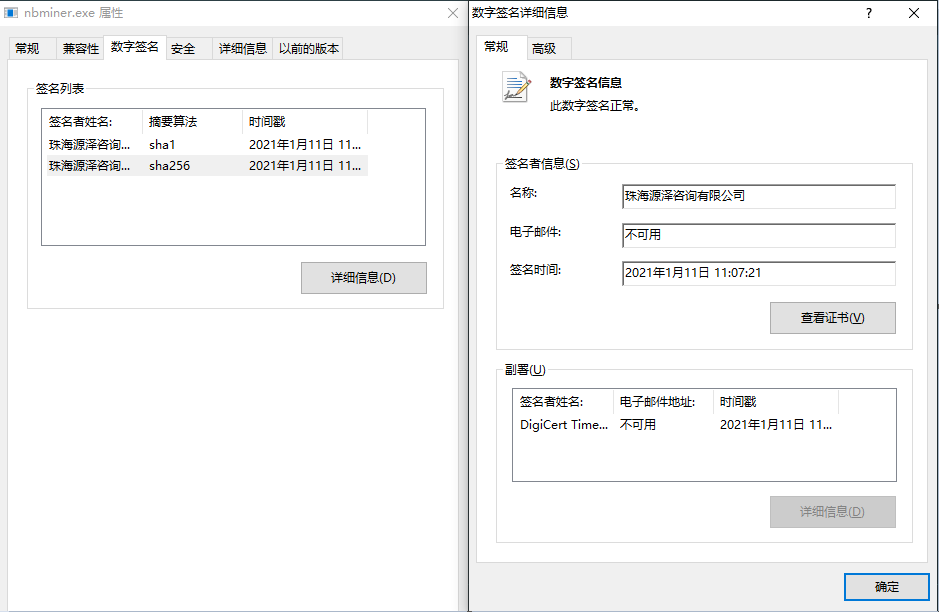 nbminer.exe 属性
常规 兼容性 数字签名 安全 详细信息 以前的版本
签名列表
签名者姓名: 摘要算法 时间戳
珠海源泽咨询... sha1 2021年1月11日 11...
珠海源泽咨询... sha256 2021年1月11日 11...
详细信息(D)
数字签名详细信息 ?
常规 高级
数字签名信息
此数字签名正常。
签名者信息(S)
名称: 珠海源泽咨询有限公司
电子邮件: 不可用
签名时间: 2021年1月11日 11:07:21
查看证书(V)
副署(U)
签名者姓名: 电子邮件地址: 时间戳
DigiCert Time... 不可用 2021年1月11日 11...
详细信息(D)
确定